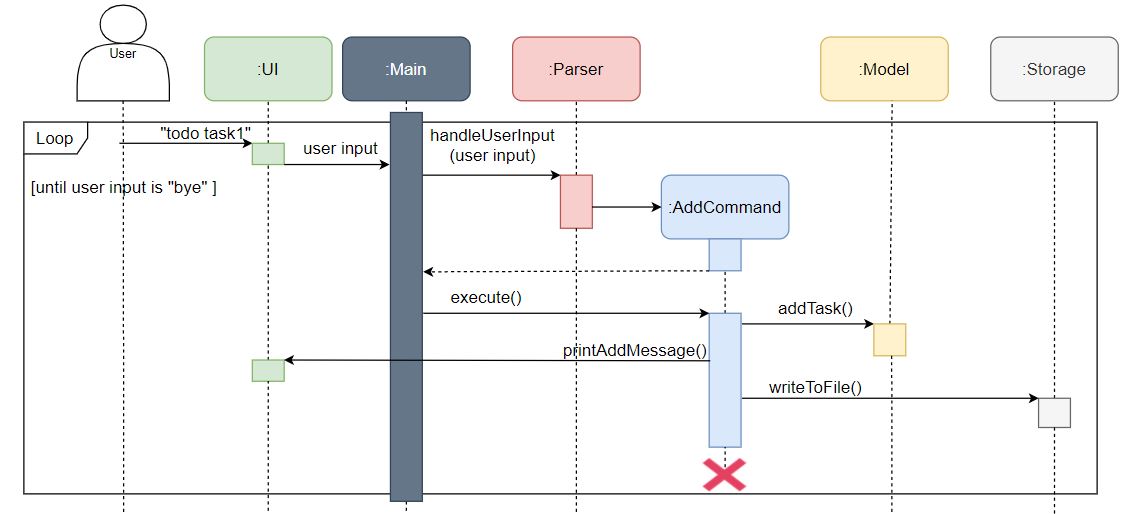 User
:UI
:Main
:Parser
:Model
:Storage
Loop
"todo task1"
user input
handleUserInput
(user input)
[until user input is "bye" ]
:AddCommand
execute()
addTask()
printAddMessage()
writeToFile()